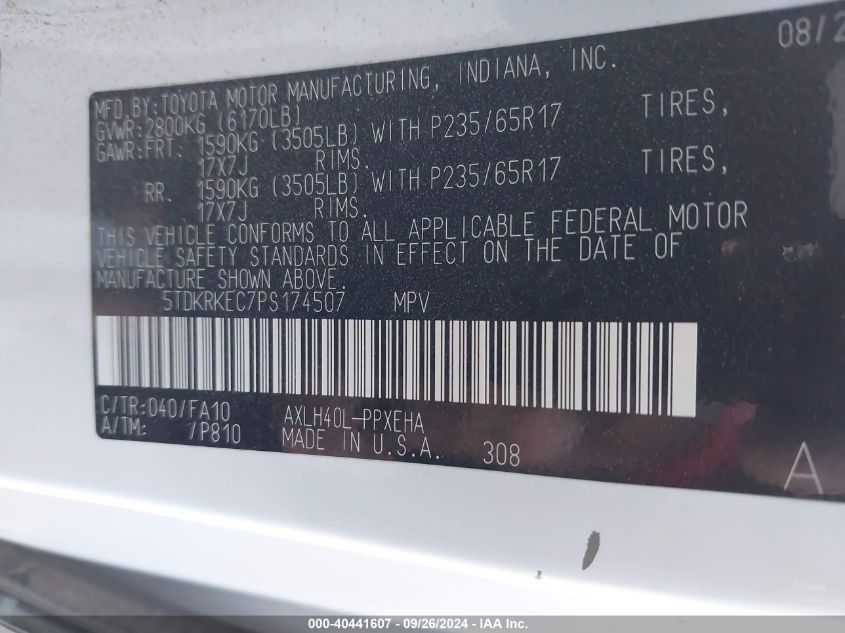 08/2
MFD.BY:TOYOTA MOTOR MANUFACTURING, INDIANA, INC.
GVWR:2800KG (6170LB)
GAWR:FRT. 1590KG (3505LB) WITH P235/65R17 TIRES,
17X7J RIMS.
RR. 1590KG (3505LB) WITH P235/65R17 TIRES,
17X7J RIMS.
THIS VEHICLE CONFORMS TO ALL APPLICABLE FEDERAL MOTOR
VEHICLE SAFETY STANDARDS IN EFFECT ON THE DATE OF
MANUFACTURE SHOWN ABOVE.
5TDKRKEC7PS174507 MPV
C/TR:040/FA10 AXLH40L-PPXEHA
A/TM: /P810 MADE IN U.S.A. 308
A
000-40441607 - 09/26/2024 - IAA Inc.